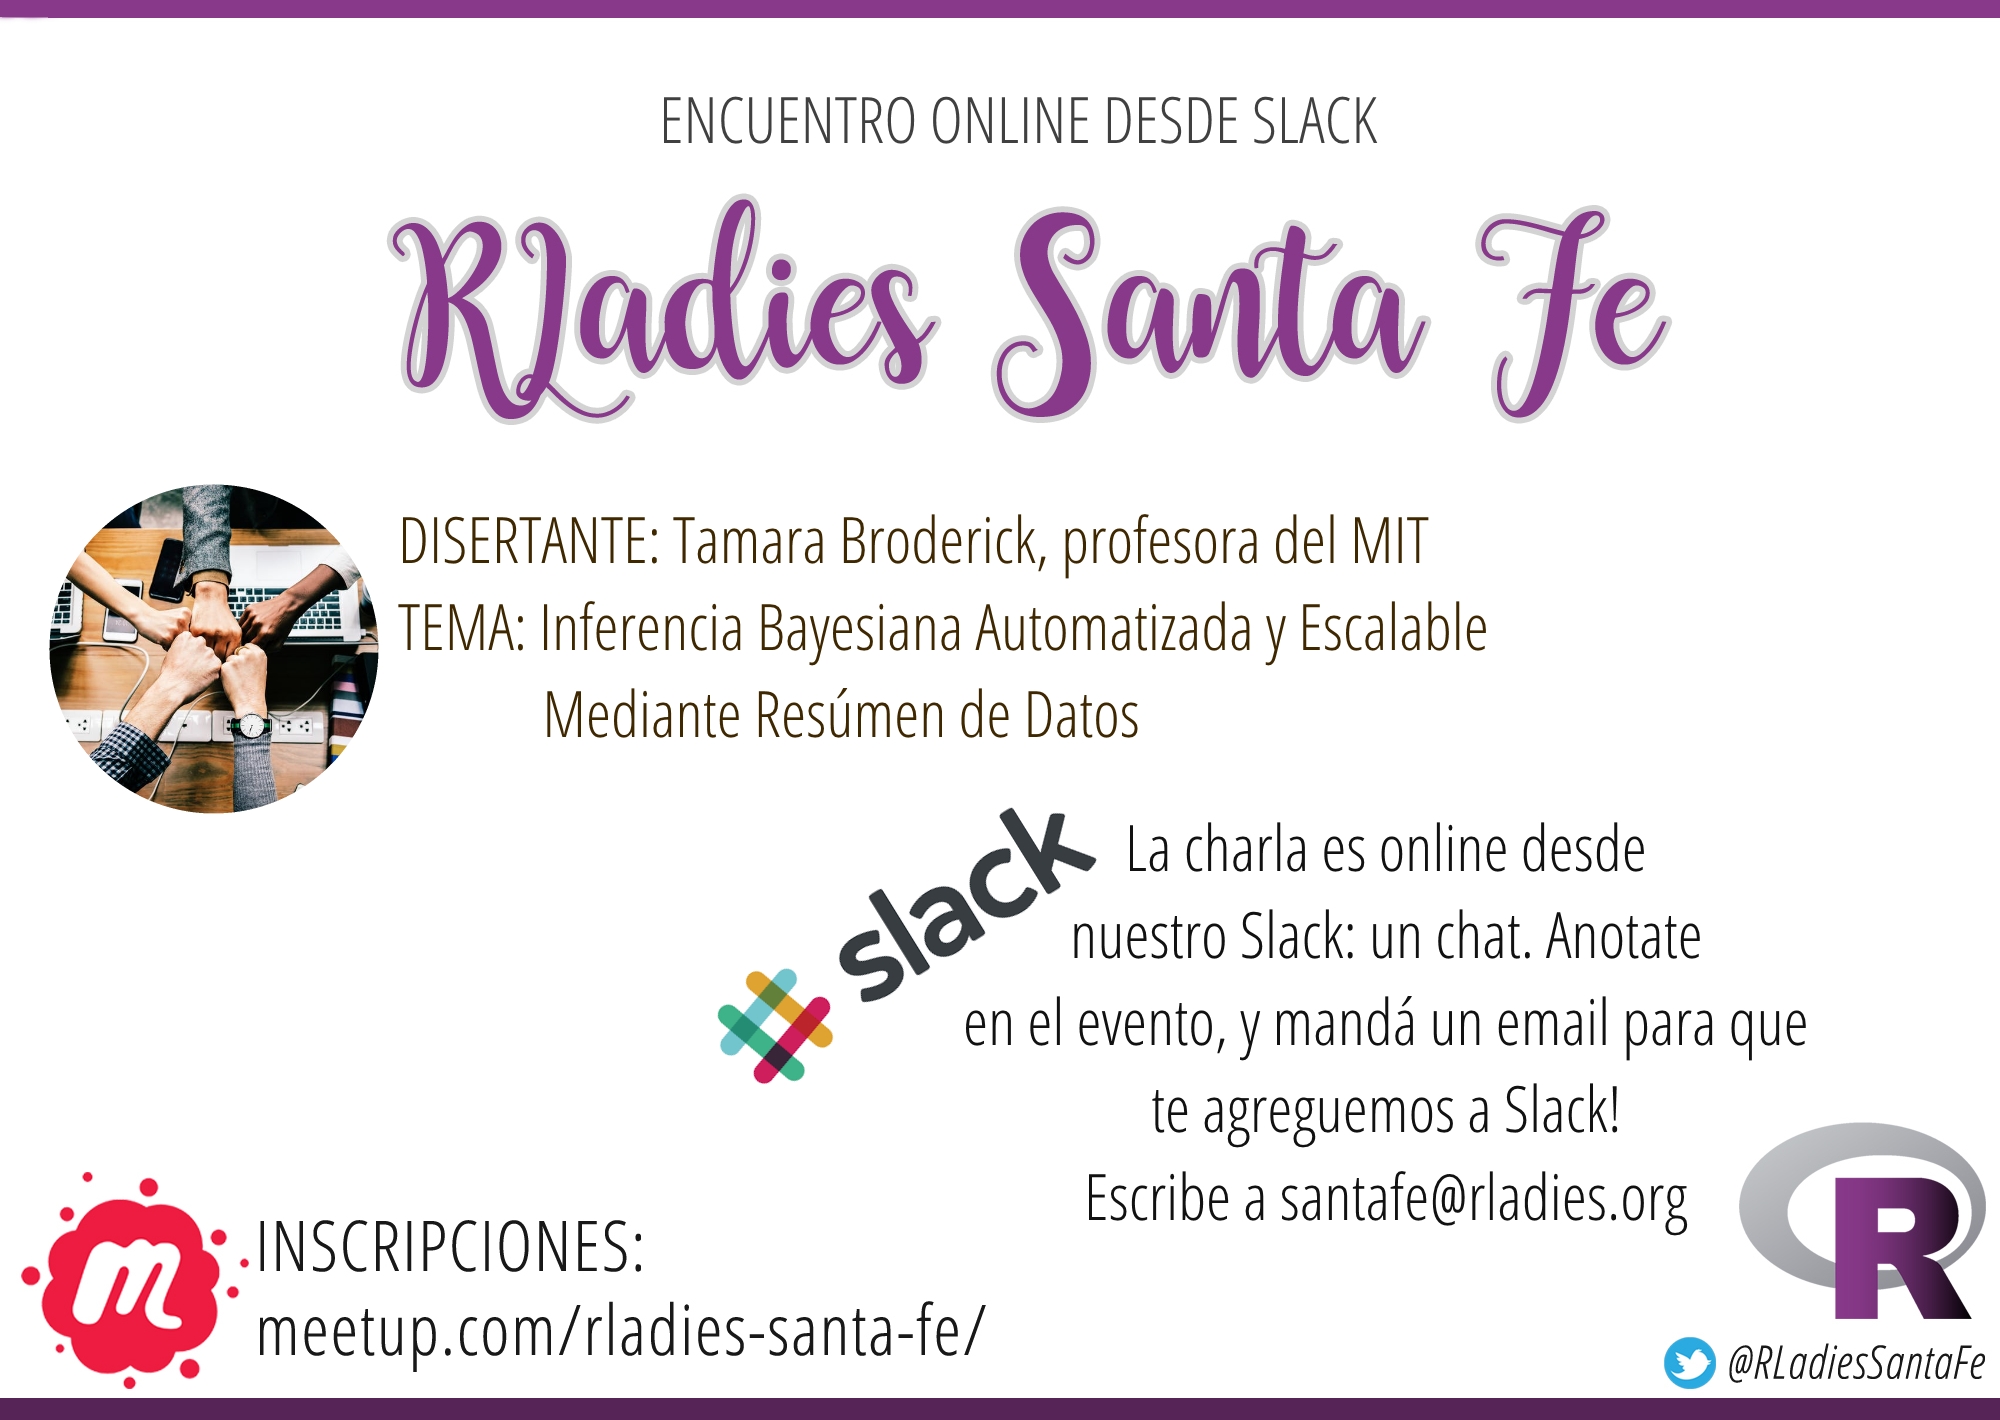 ENCUENTRO ONLINE DESDE SLACK
RLadies Santa Fe
DISERTANTE: Tamara Broderick, profesora del MIT
TEMA: Inferencia Bayesiana Automatizada y Escalable
Mediante Resúmen de Datos
slack
La charla es online desde
nuestro Slack: un chat. Anotate
en el evento, y mandá un email para que
te agreguemos a Slack!
Escribe a santafe@rladies.org
m
INSCRIPCIONES:
meetup.com/rladies-santa-fe/
R
@RLadiesSantaFe